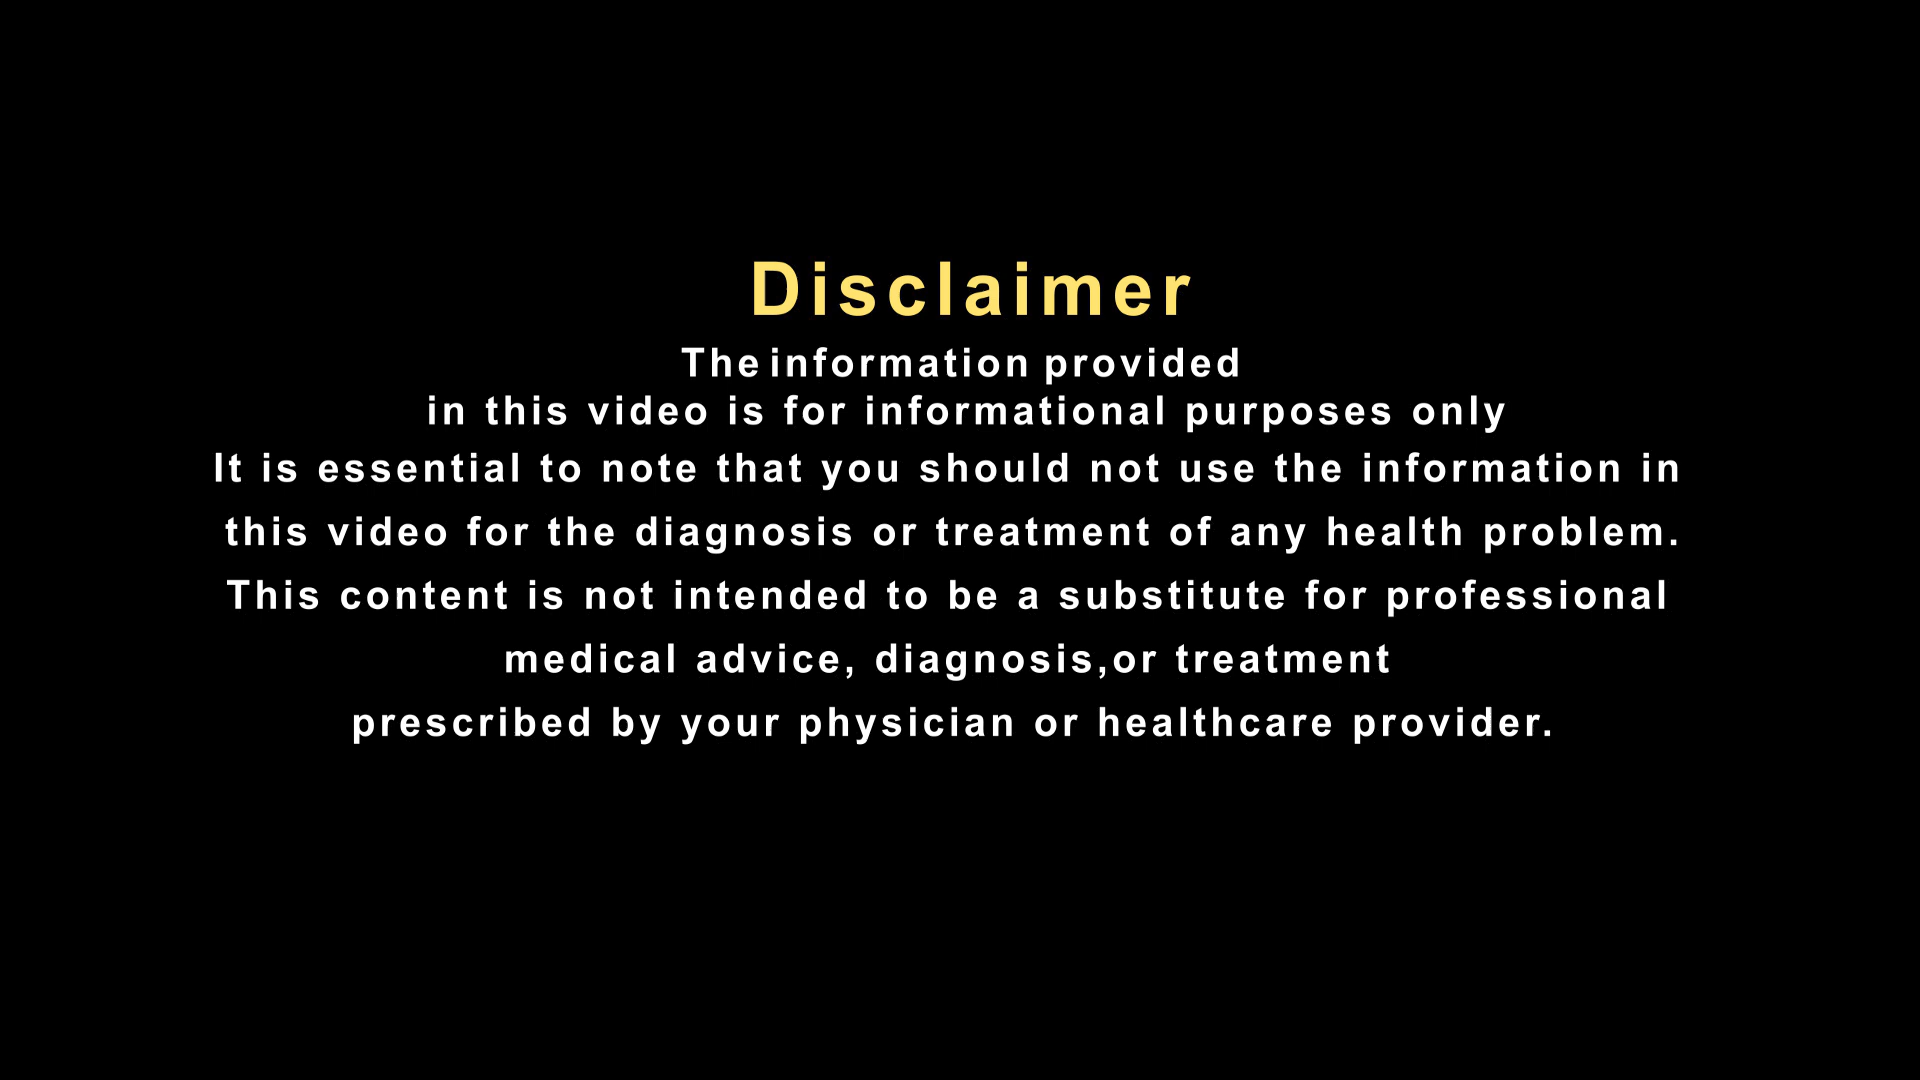 Disclaimer
The information provided
in this video is for informational purposes only
It is essential to note that you should not use the information in
this video for the diagnosis or treatment of any health problem.
This content is not intended to be a substitute for professional
medical advice, diagnosis,or treatment
prescribed by your physician or healthcare provider.